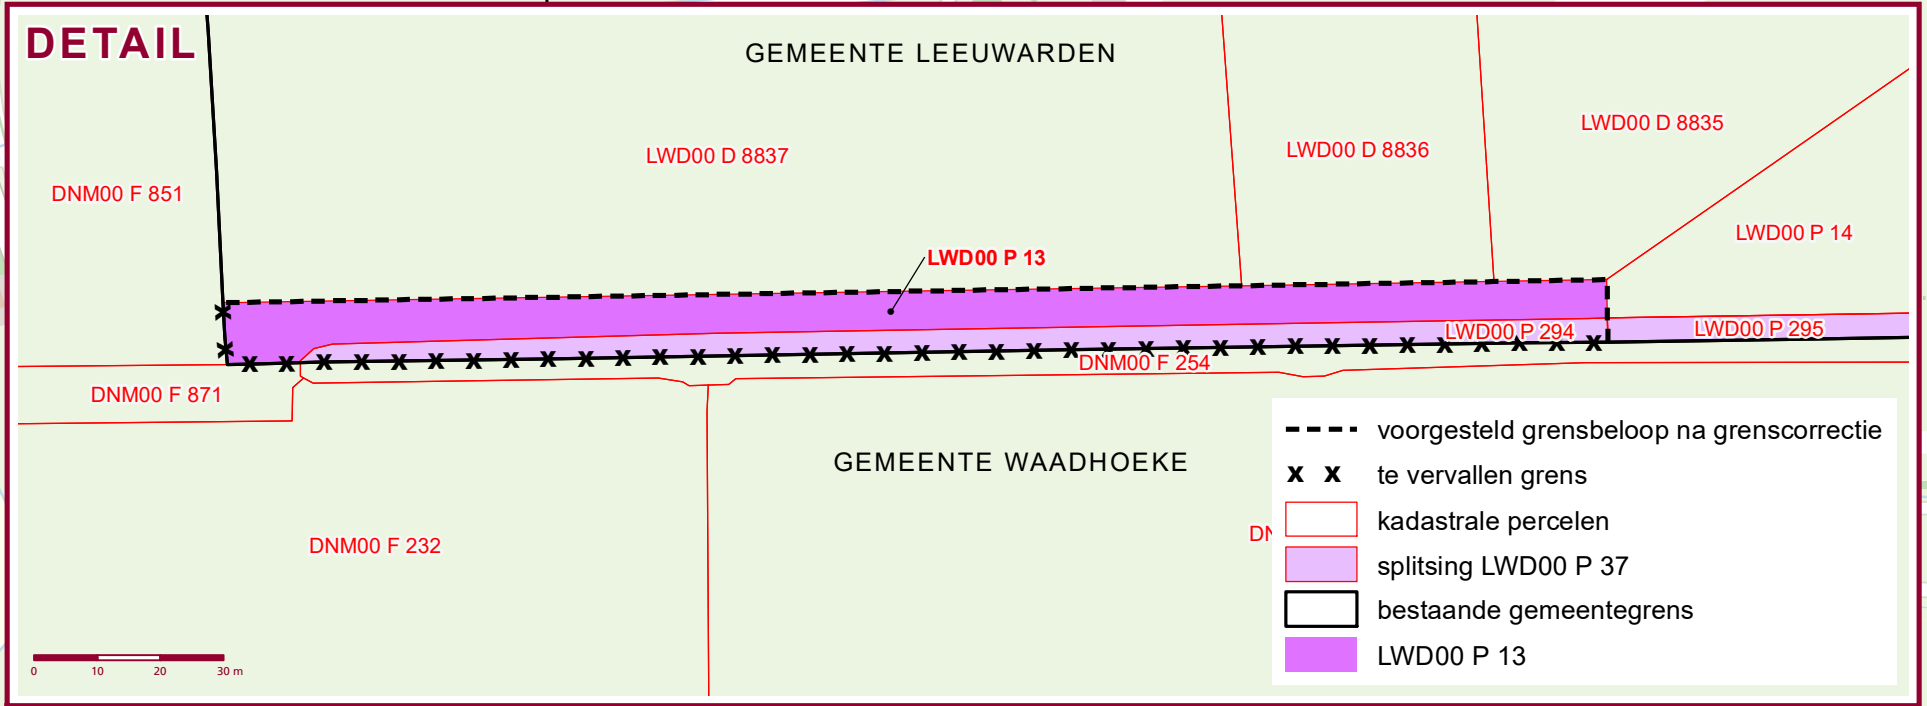 DETAIL
GEMEENTE LEEUWARDEN
LWD00 D 8835
LWD00 D 8836
LWD00 D 8837
DNM00 F 851
LWD00 P 14
LWD00 P 13
LWD00 P 294
LWD00 P 295
DNM00 F 254
DNM00 F 871
GEMEENTE WAADHOEKE
DNM00 F 232
DN
voorgesteld grensbeloop na grenscorrectie
x x te vervallen grens
kadastrale percelen
splitsing LWD00 P 37
bestaande gemeentegrens
LWD00 P 13
0 10 20 30 m